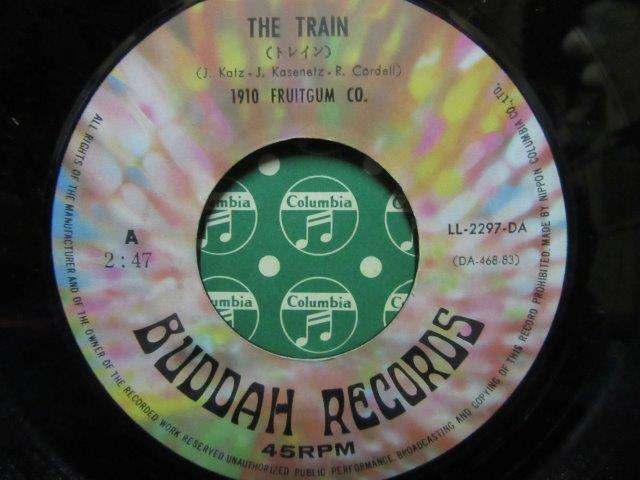 THE TRAIN
(トレイン)
(J. Katz - J. Kasenetz - R. Cordell)
1910 FRUITGUM CO.
A
2:47
LL-2297-DA
(DA-468-83)
Columbia
Columbia
Columbia
Columbia
Columbia
Columbia
BUDDAH RECORDS
45RPM
ALL RIGHTS OF THE MANUFACTURER AND OF THE OWNER OF THE RECORDED WORK RESERVED UNAUTHORIZED PUBLIC PERFORMANCE, BROADCASTING AND COPYING OF THIS RECORD PROHIBITED. MADE BY NIPPON COLUMBIA CO., LTD.